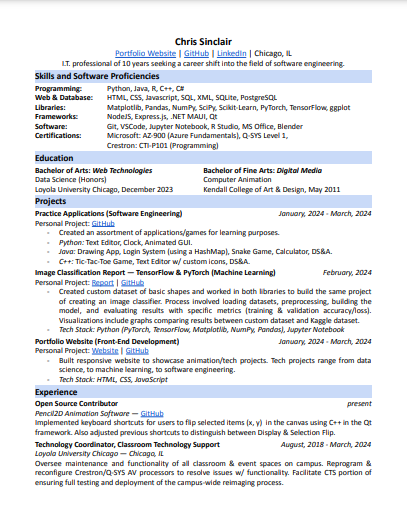 Chris Sinclair
Portfolio Website | GitHub | LinkedIn | Chicago, IL
I.T. professional of 10 years seeking a career shift into the field of software engineering.
Skills and Software Proficiencies
Programming: Python, Java, R, C++, C#
Web & Database: HTML, CSS, Javascript, SQL, XML, SQLite, PostgreSQL
Libraries: Matplotlib, Pandas, NumPy, SciPy, Scikit-Learn, PyTorch, TensorFlow, ggplot
Frameworks: NodeJS, Express.js, .NET MAUI, Qt
Software: Git, VSCode, Jupyter Notebook, R Studio, MS Office, Blender
Certifications: Microsoft: AZ-900 (Azure Fundamentals), Q-SYS Level 1,
Crestron: CTI-P101 (Programming)
Education
Bachelor of Arts: Web Technologies Bachelor of Fine Arts: Digital Media
Data Science (Honors) Computer Animation
Loyola University Chicago, December 2023 Kendall College of Art & Design, May 2011
Projects
Practice Applications (Software Engineering) January, 2024 - March, 2024
Personal Project: GitHub
- Created an assortment of applications/games for learning purposes.
- Python: Text Editor, Clock, Animated GUI.
- Java: Drawing App, Login System (using a HashMap), Snake Game, Calculator, DS&A.
- C++: Tic-Tac-Toe Game, Text Editor w/ custom icons, DS&A.
Image Classification Report — TensorFlow & PyTorch (Machine Learning) February, 2024
Personal Project: Report | GitHub
- Created custom dataset of basic shapes and worked in both libraries to build the same project
of creating an image classifier. Process involved loading datasets, preprocessing, building the
model, and evaluating results with specific metrics (training & validation accuracy/loss).
Visualizations include graphs comparing results between custom dataset and Kaggle dataset.
- Tech Stack: Python (PyTorch, TensorFlow, Matplotlib, NumPy, Pandas), Jupyter Notebook
Portfolio Website (Front-End Development) January, 2024 - March, 2024
Personal Project: Website | GitHub
- Built responsive website to showcase animation/tech projects. Tech projects range from data
science, to machine learning, to software engineering.
- Tech Stack: HTML, CSS, JavaScript
Experience
Open Source Contributor present
Pencil2D Animation Software — GitHub
Implemented keyboard shortcuts for users to flip selected items (x, y) in the canvas using C++ in the Qt
framework. Also adjusted previous shortcuts to distinguish between Display & Selection Flip.
Technology Coordinator, Classroom Technology Support August, 2018 - March, 2024
Loyola University Chicago — Chicago, IL
Oversee maintenance and functionality of all classroom & event spaces on campus. Reprogram &
reconfigure Crestron/Q-SYS AV processors to resolve issues w/ functionality. Facilitate CTS portion of
ensuring full testing and deployment of the campus-wide reimaging process.